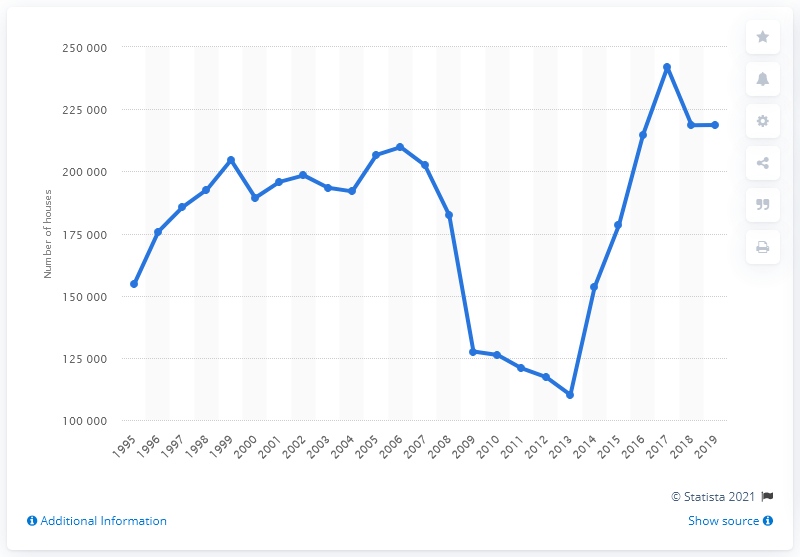 250 000
225 000
200 000
175 000
150 000
125 000
100 000
Number of houses
1995 1996 1997 1998 1999 2000 2001 2002 2003 2004 2005 2006 2007 2008 2009 2010 2011 2012 2013 2014 2015 2016 2017 2018 2019
© Statista 2021
Additional Information
Show source